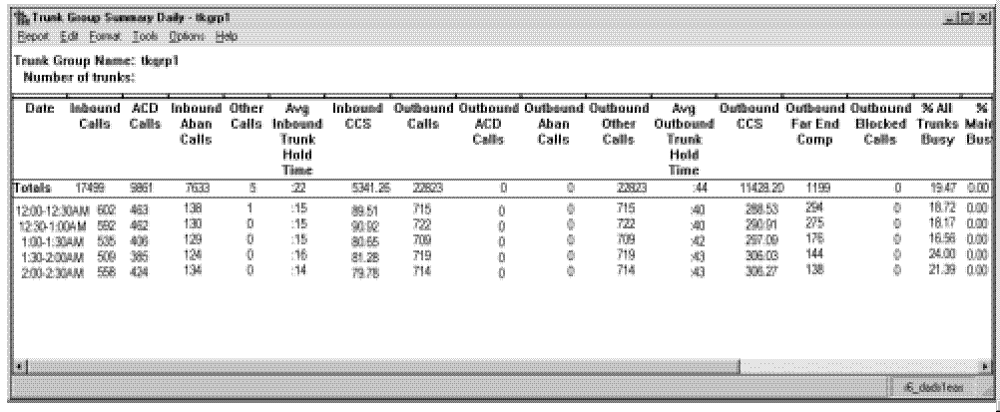 Trunk Group Summary Daily - tkgrp1
Report Edit Format Tools Options Help
Trunk Group Name: tkgrp1
Number of trunks:
Date Inbound ACD Inbound Other Avg Inbound Outbound Outbound Outbound Outbound Avg Outbound Outbound Outbound % All %
Calls Calls Aban Calls Inbound CCS Calls ACD Aban Other Outbound CCS Far End Blocked Trunks Main
Calls Trunk Calls Calls Calls Trunk Comp Calls Busy Bus
Hold Hold
Time Time
Totals 17499 9861 7633 5 :22 5341.26 22823 0 0 22823 :44 11428.20 1199 0 19.47 0.00
12:00-12:30AM 602 463 138 1 :15 89.51 715 0 0 715 :40 288.53 294 0 18.72 0.00
12:30-1:00AM 592 462 130 0 :15 90.92 722 0 0 722 :40 290.91 275 0 18.17 0.00
1:00-1:30AM 535 406 129 0 :15 80.65 709 0 0 709 :42 297.09 176 0 16.56 0.00
1:30-2:00AM 509 385 124 0 :16 81.28 719 0 0 719 :43 306.03 144 0 24.00 0.00
2:00-2:30AM 558 424 134 0 :14 79.78 714 0 0 714 :43 306.27 138 0 21.39 0.00